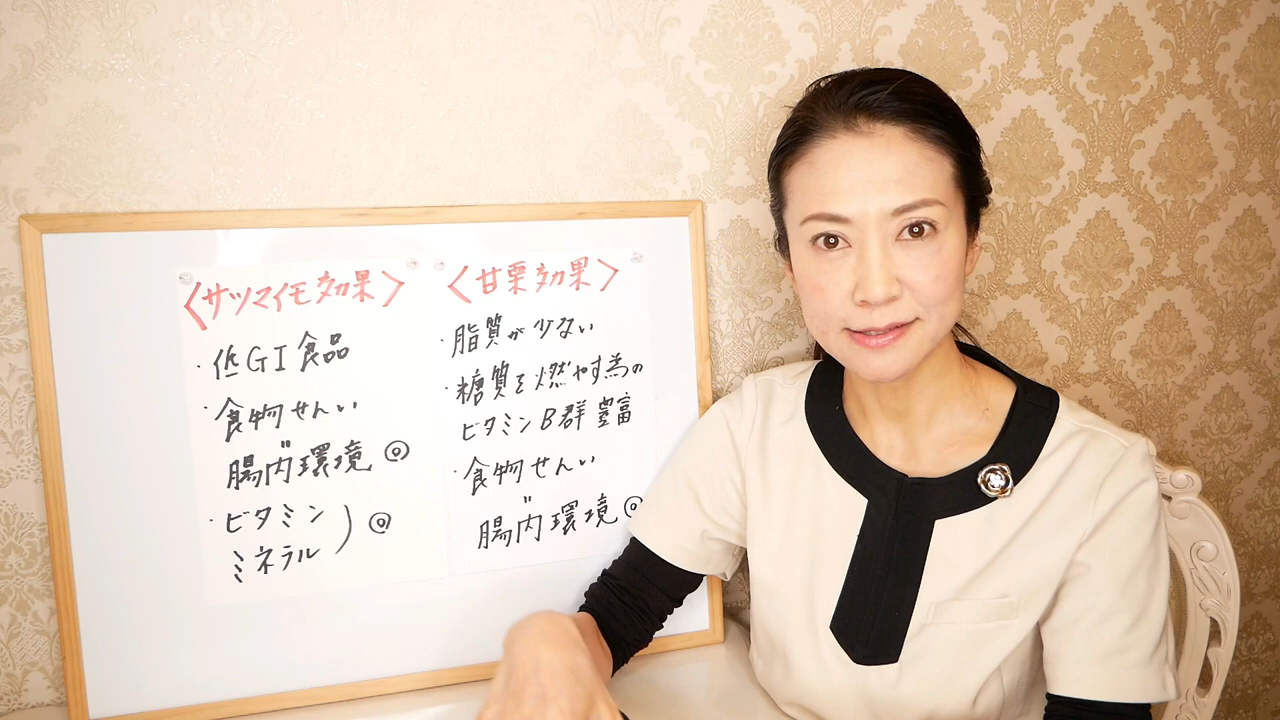 〈サツマイモ効果〉
・低GI食品
・食物せんい
〃
腸内環境◎
・ビタミン
ミネラル)◎
〈甘栗効果〉
・脂質が少ない
・糖質を燃やす為の
ビタミンB群豊富
・食物せんい
〃
腸内環境◎